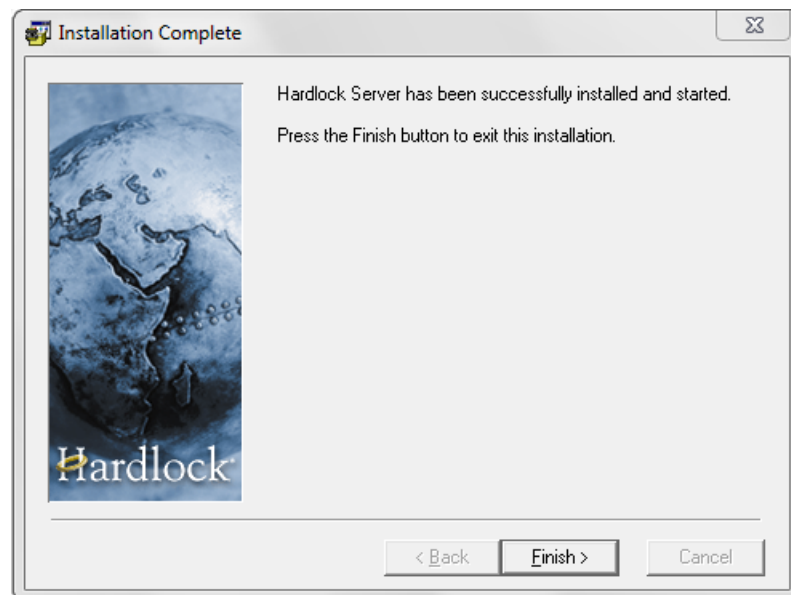 Installation Complete
Hardlock Server has been successfully installed and started.
Press the Finish button to exit this installation.
Hardlock
< Back
Finish >
Cancel